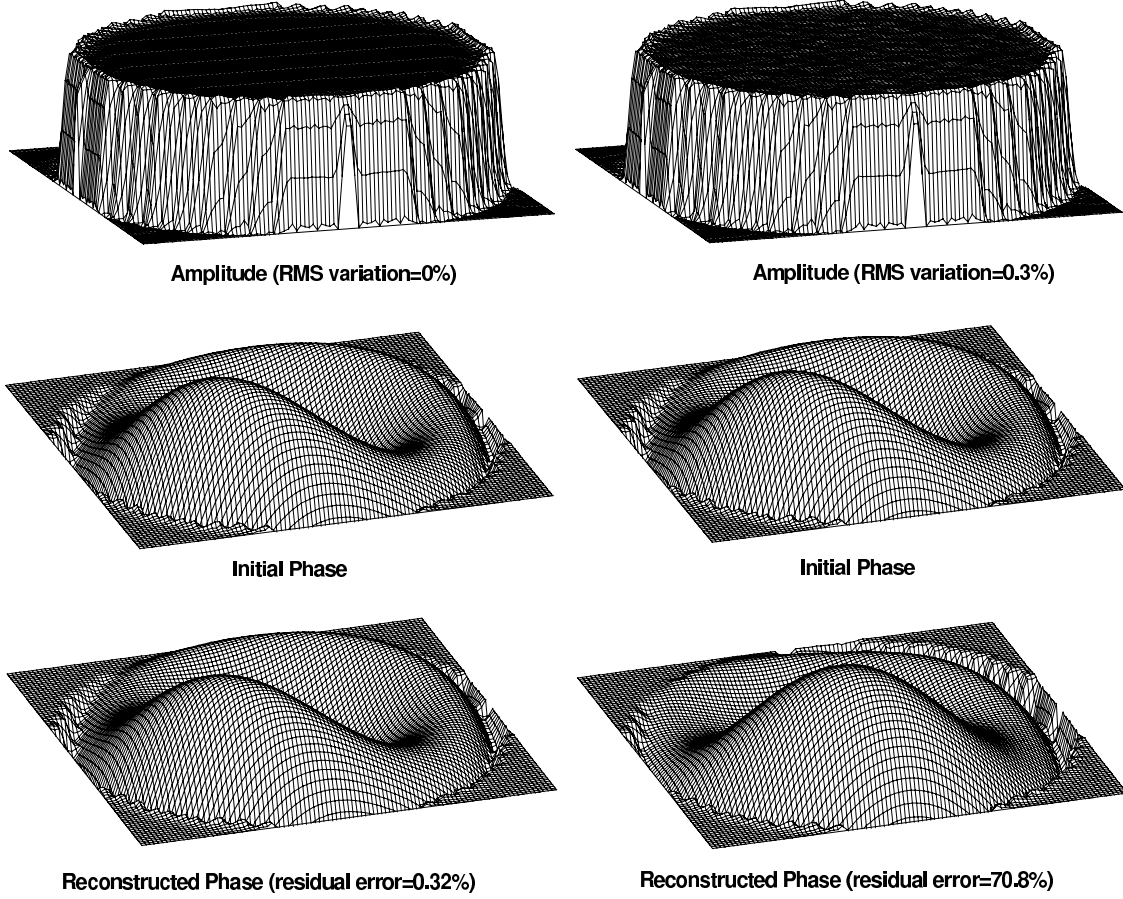 Amplitude (RMS variation=0%)
Amplitude (RMS variation=0.3%)
Initial Phase
Initial Phase
Reconstructed Phase (residual error=0.32%)
Reconstructed Phase (residual error=70.8%)